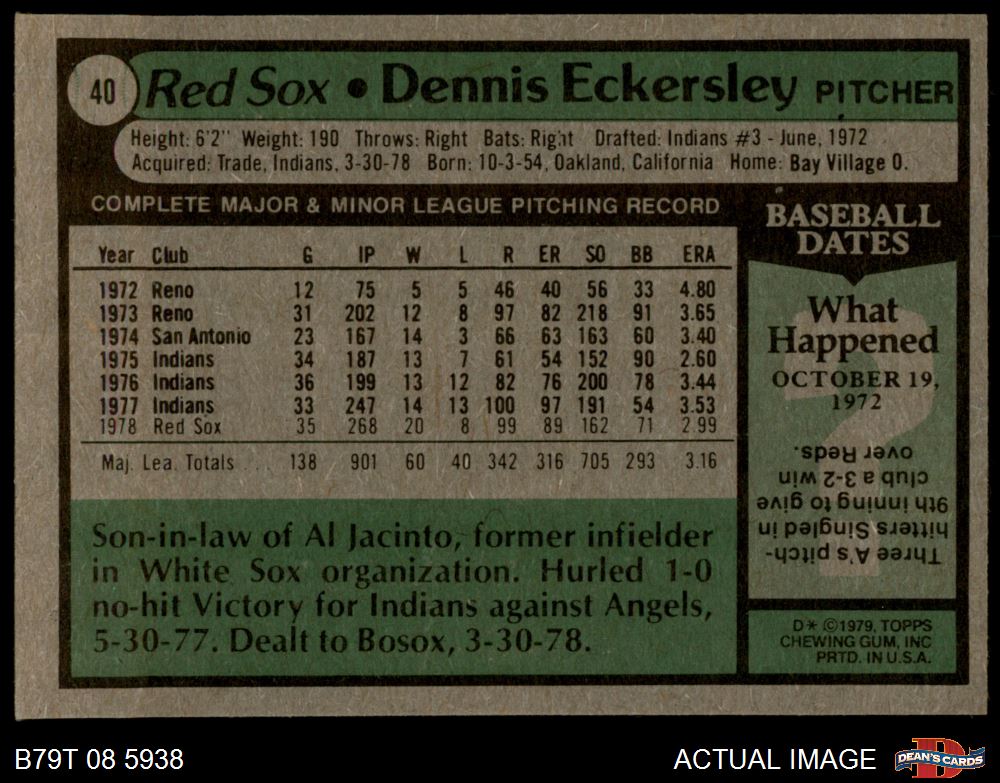 40 Red Sox • Dennis Eckersley PITCHER
Height: 6'2" Weight: 190 Throws: Right Bats: Right Drafted: Indians #3 - June, 1972
Acquired: Trade, Indians, 3-30-78 Born: 10-3-54, Oakland, California Home: Bay Village O.
COMPLETE MAJOR & MINOR LEAGUE PITCHING RECORD
Year Club G IP W L R ER SO BB ERA
1972 Reno 12 75 5 5 46 40 56 33 4.80
1973 Reno 31 202 12 8 97 82 218 91 3.65
1974 San Antonio 23 167 14 3 66 63 163 60 3.40
1975 Indians 34 187 13 7 61 54 152 90 2.60
1976 Indians 36 199 13 12 82 76 200 78 3.44
1977 Indians 33 247 14 13 100 97 191 54 3.53
1978 Red Sox 35 268 20 8 99 89 162 71 2.99
Maj. Lea. Totals ... 138 901 60 40 342 316 705 293 3.16
Son-in-law of Al Jacinto, former infielder
in White Sox organization. Hurled 1-0
no-hit Victory for Indians against Angels,
5-30-77. Dealt to Bosox, 3-30-78.
BASEBALL
DATES
What
Happened
OCTOBER 19,
1972
Three A's pitch-
hitters Singled in
9th inning to give
club a 3-2 win
over Reds.
D* ©1979, TOPPS
CHEWING GUM, INC
PRTD. IN U.S.A.
B79T 08 5938
ACTUAL IMAGE
DEAN'S CARDS